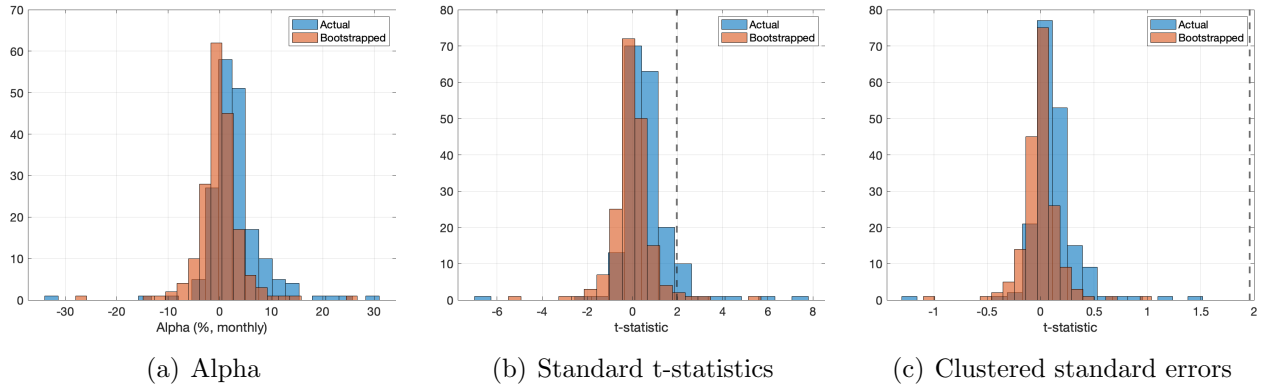 70
60
50
40
30
20
10
0
-30 -20 -10 0 10 20 30
Alpha (%, monthly)
Actual
Bootstrapped
(a) Alpha
80
70
60
50
40
30
20
10
0
-6 -4 -2 0 2 4 6 8
t-statistic
Actual
Bootstrapped
(b) Standard t-statistics
80
70
60
50
40
30
20
10
0
-1 -0.5 0 0.5 1 1.5 2
t-statistic
Actual
Bootstrapped
(c) Clustered standard errors